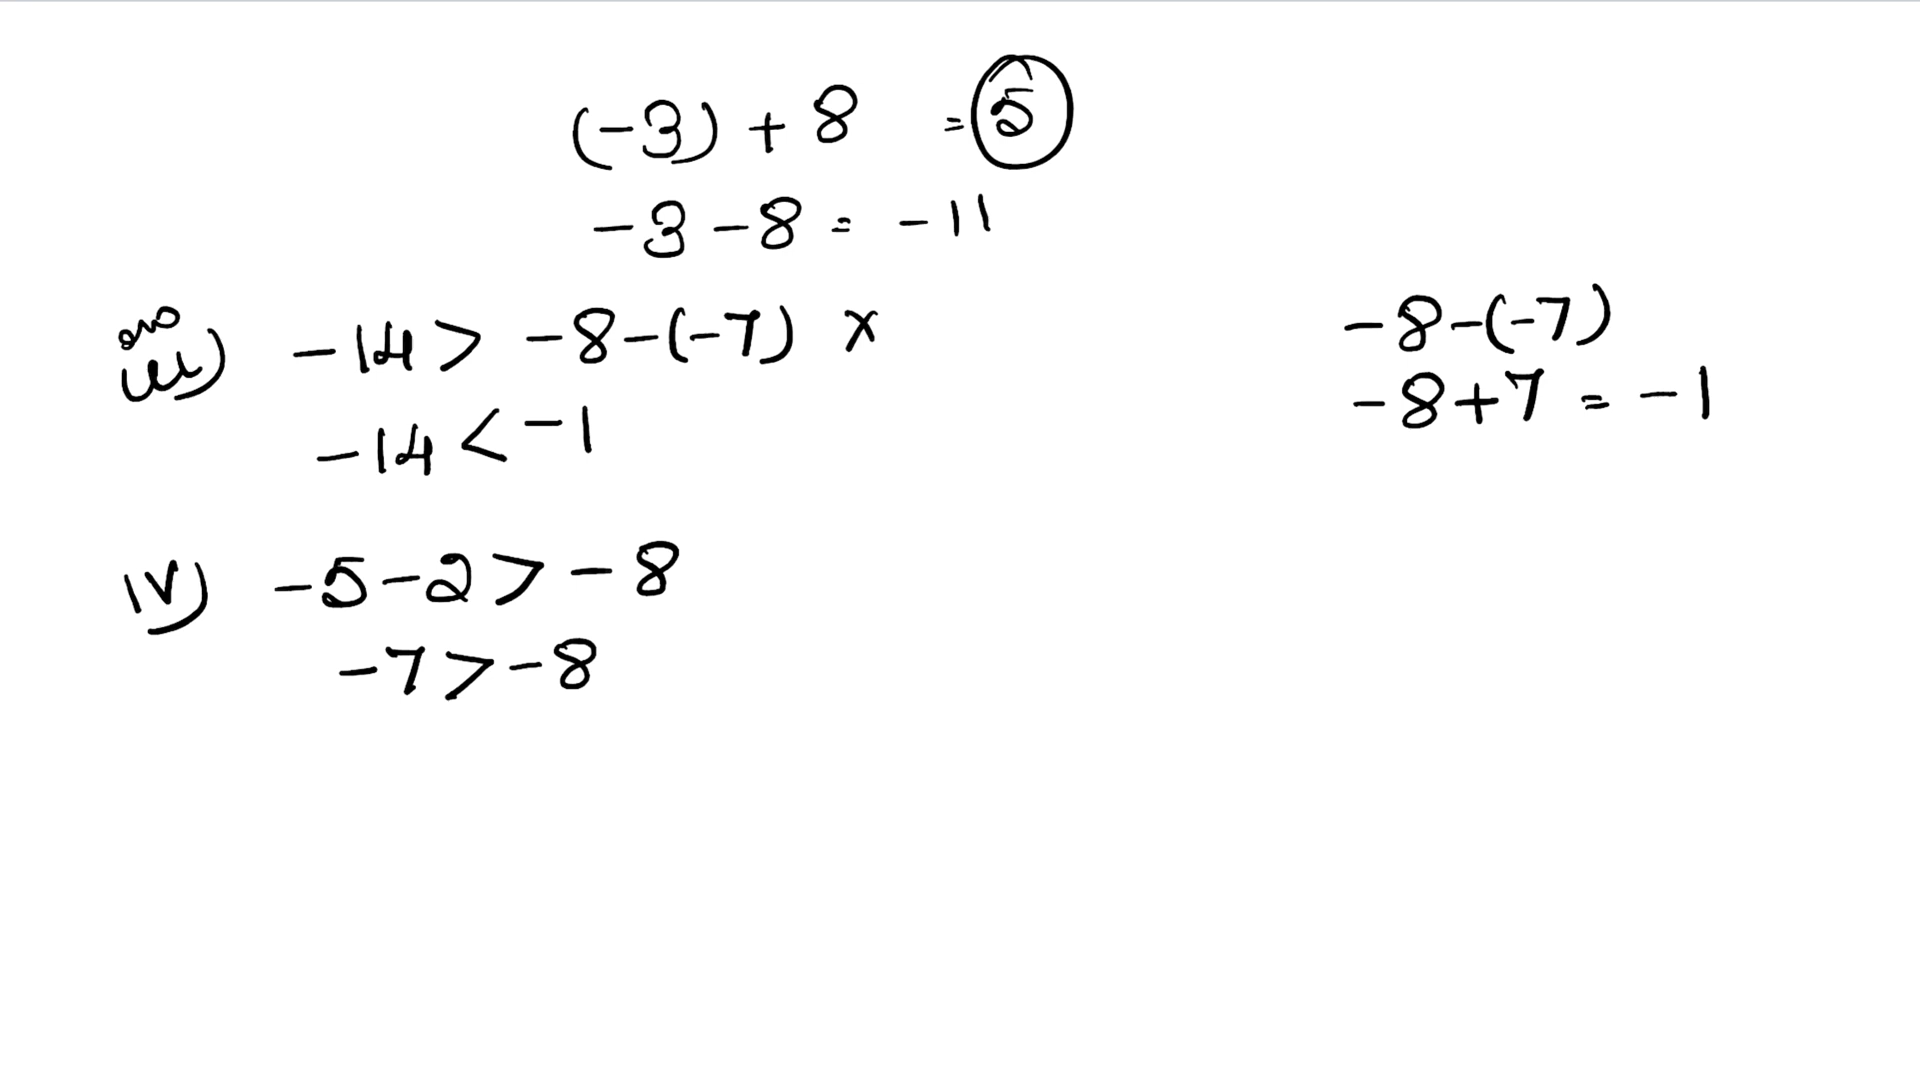 (-3) + 8 = 5
-3 - 8 = -11
iii) -14 > -8-(-7) ×
-8-(-7)
-14 < -1
-8+7 = -1
iv) -5-2 > -8
-7 > -8